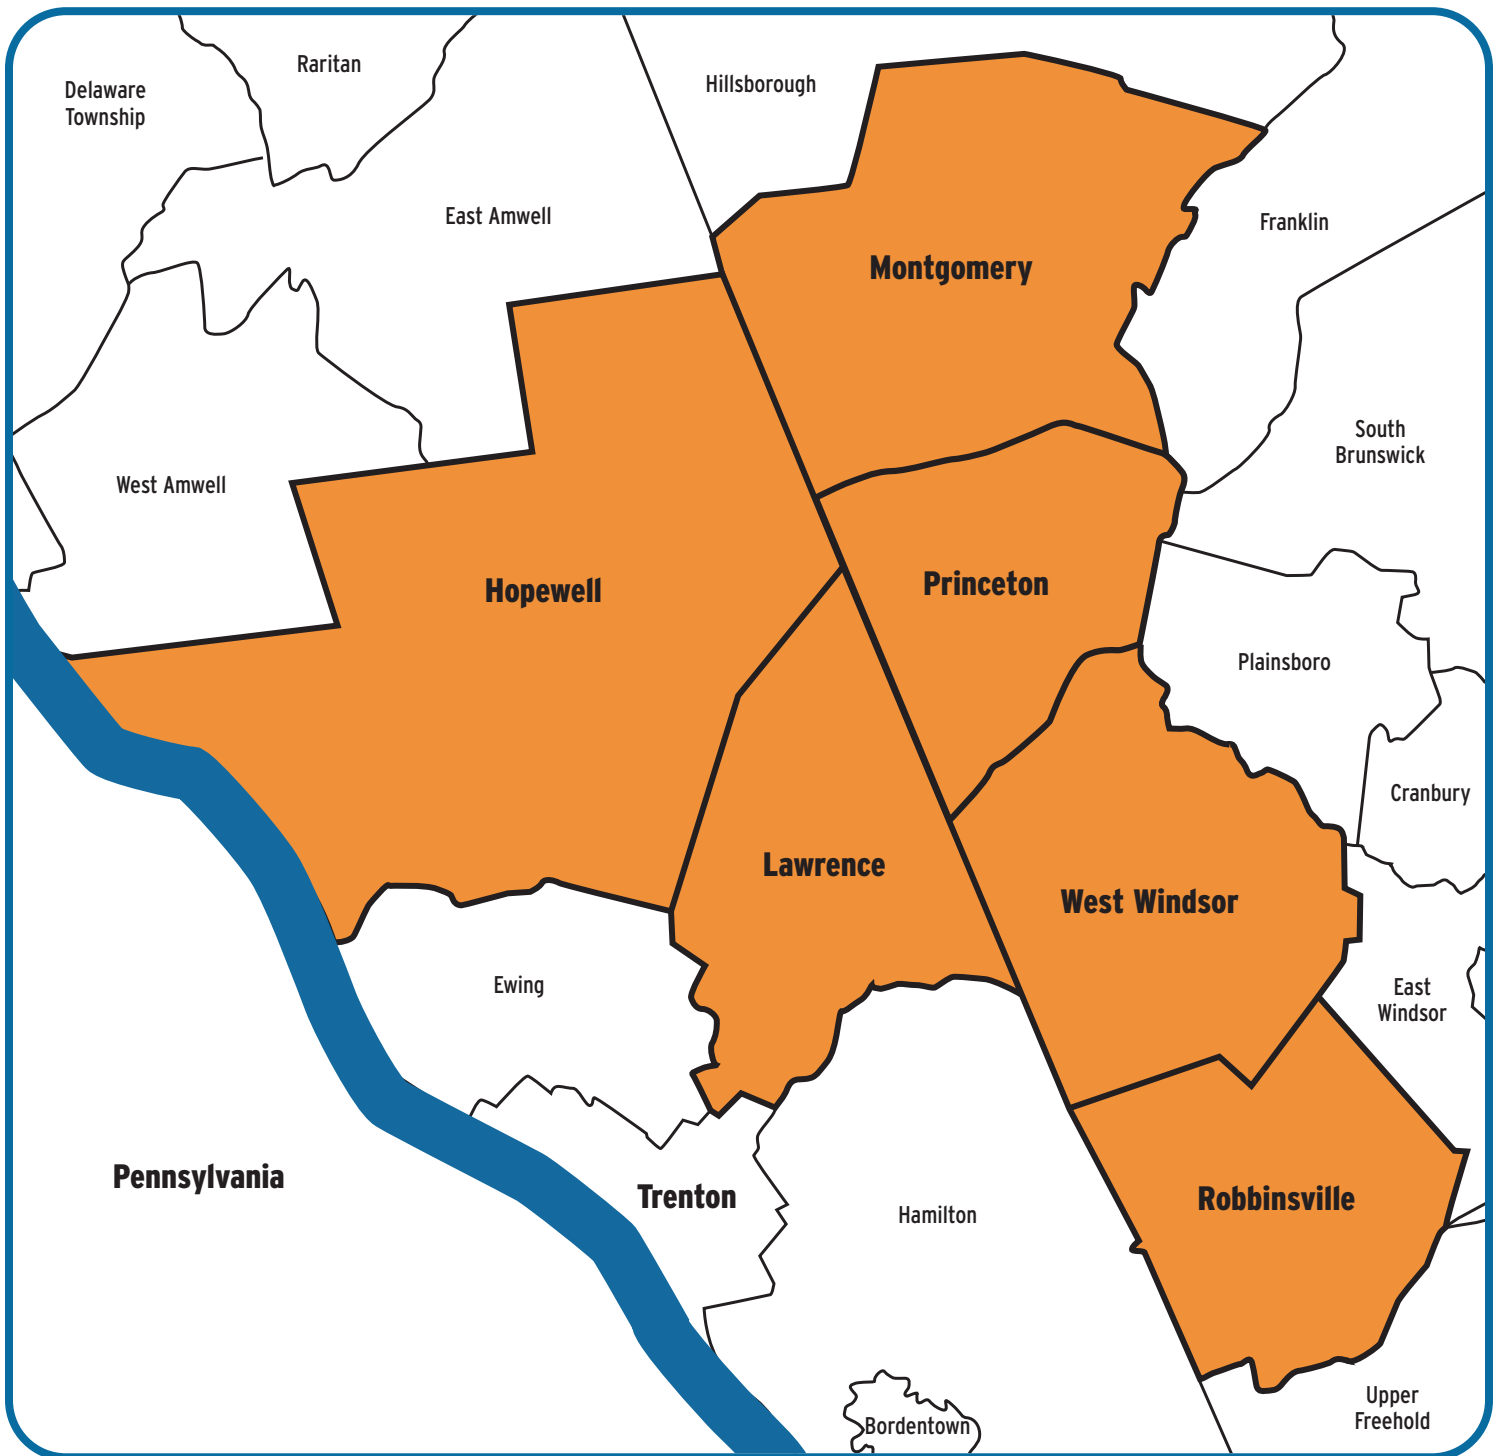 Raritan
Delaware
Township
Hillsborough
East Amwell
Franklin
Montgomery
South
Brunswick
West Amwell
Hopewell
Princeton
Plainsboro
Cranbury
Lawrence
West Windsor
Ewing
East
Windsor
Pennsylvania
Trenton
Hamilton
Robbinsville
Upper
Freehold
Bordentown